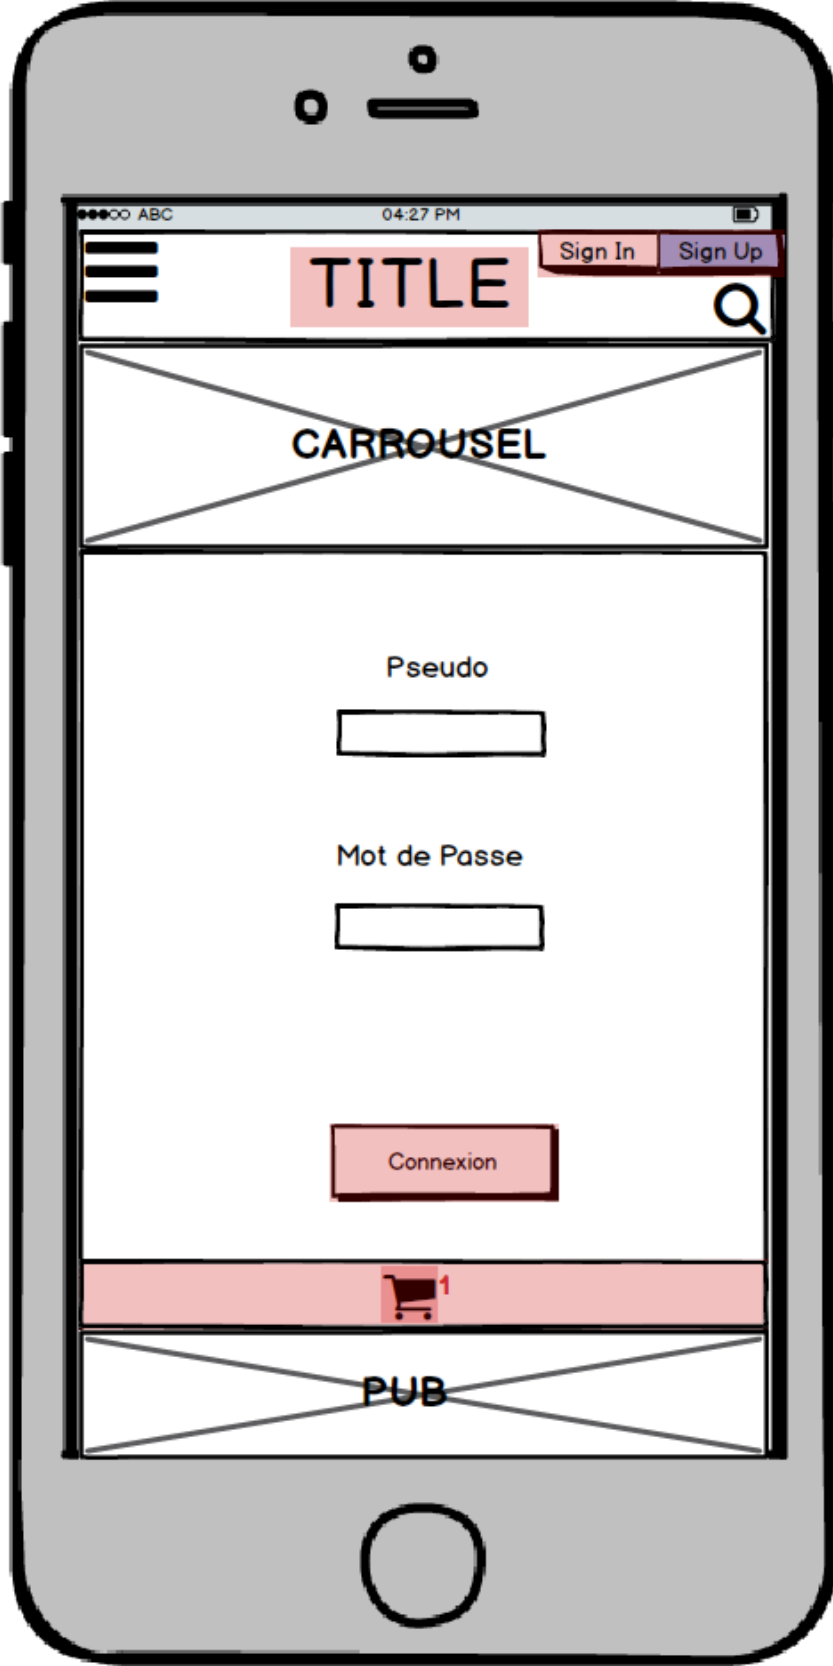 ABC 04:27 PM
Sign In Sign Up
TITLE
CARROUSEL
Pseudo
Mot de Passe
Connexion
1
PUB